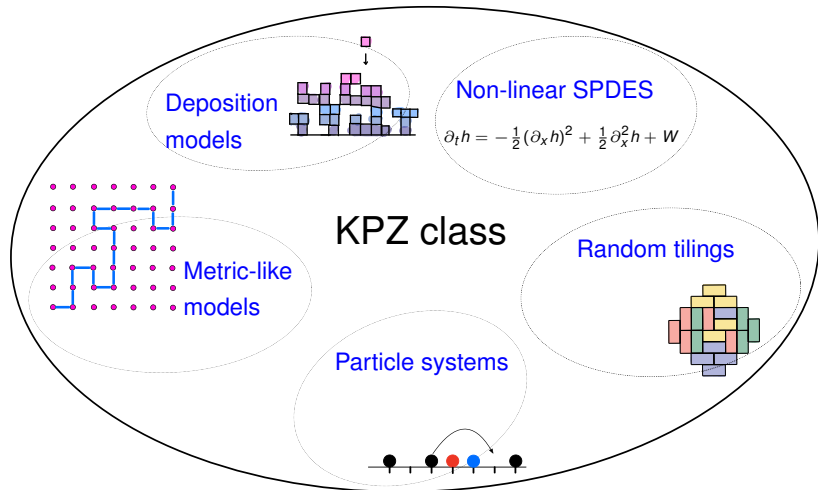 Deposition
models
Non-linear SPDES
∂ₜh = −½(∂ₓh)² + ½∂ₓ²h + W
KPZ class
Metric-like
models
Random tilings
Particle systems